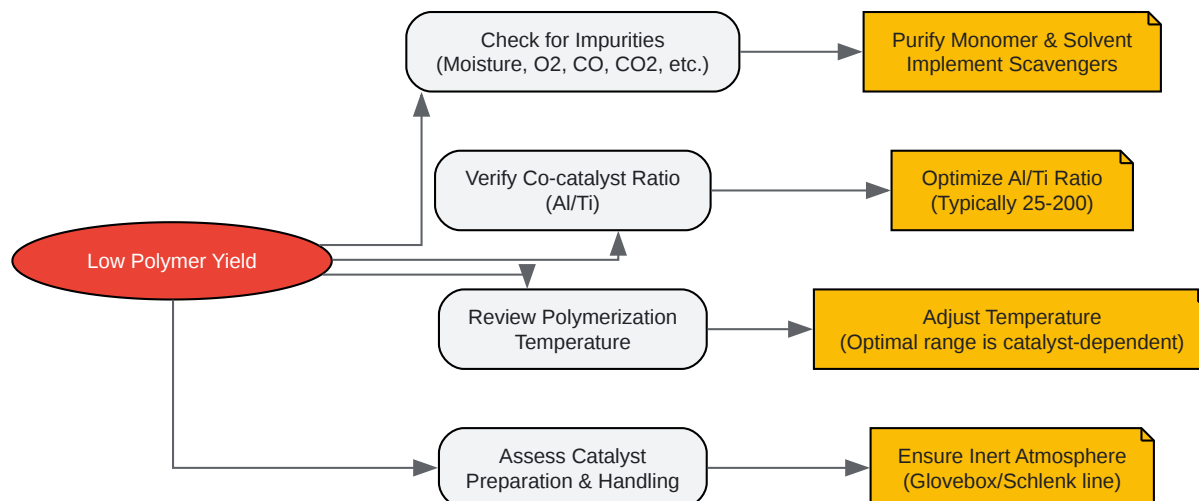 Check for Impurities
(Moisture, O2, CO, CO2, etc.)
Purify Monomer & Solvent
Implement Scavengers
Verify Co-catalyst Ratio
(Al/Ti)
Optimize Al/Ti Ratio
(Typically 25-200)
Low Polymer Yield
Review Polymerization
Temperature
Adjust Temperature
(Optimal range is catalyst-dependent)
Assess Catalyst
Preparation & Handling
Ensure Inert Atmosphere
(Glovebox/Schlenk line)